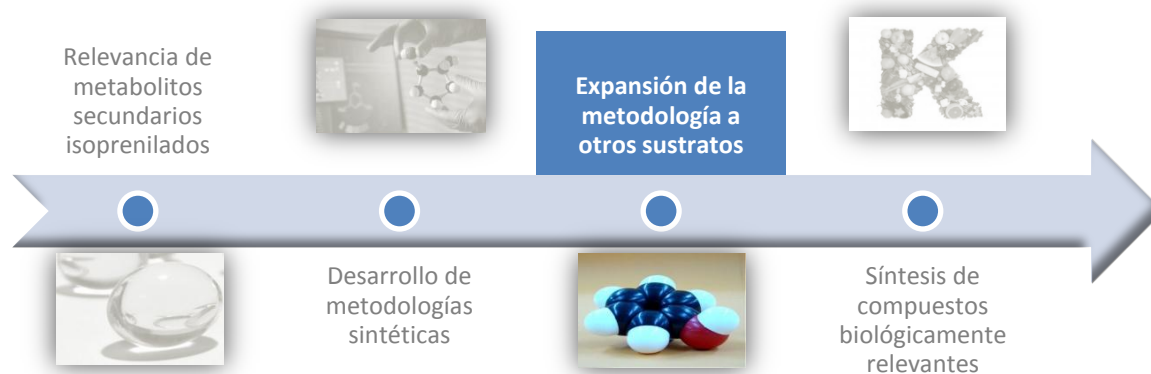 Relevancia de
metabolitos
secundarios
isoprenilados
Expansión de la
metodología a
otros sustratos
K
Desarrollo de
metodologías
sintéticas
Síntesis de
compuestos
biológicamente
relevantes